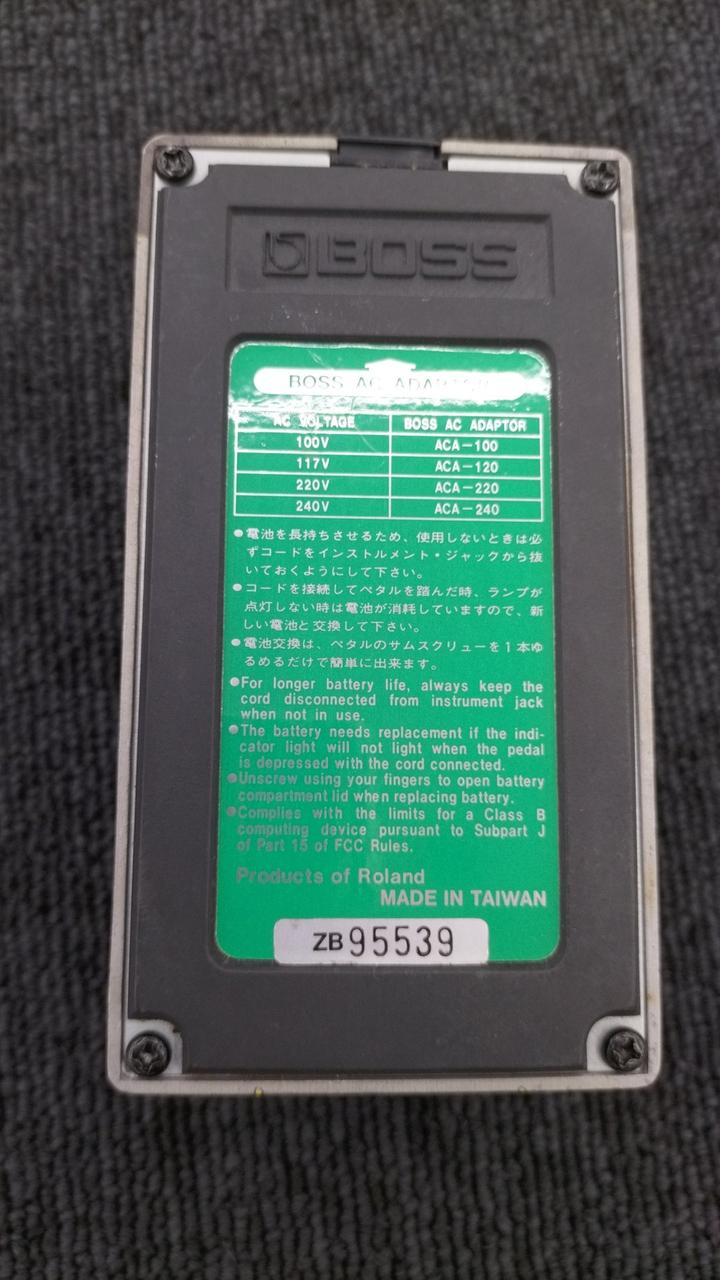 BOSS
BOSS AC ADAPTOR
AC VOLTAGE BOSS AC ADAPTOR
100V ACA-100
117V ACA-120
220V ACA-220
240V ACA-240
●電池を長持ちさせるため、使用しないときは必
ずコードをインストルメント・ジャックから抜
いておくようにして下さい。
●コードを接続してペタルを踏んだ時、ランプが
点灯しない時は電池が消耗していますので、新
しい電池と交換して下さい。
●電池交換は、ペタルのサムスクリューを1本ゆ
るめるだけで簡単に出来ます。
●For longer battery life, always keep the
cord disconnected from instrument jack
when not in use.
●The battery needs replacement if the indi-
cator light will not light when the pedal
is depressed with the cord connected.
●Unscrew using your fingers to open battery
compartment lid when replacing battery.
●Complies with the limits for a Class B
computing device pursuant to Subpart J
of Part 15 of FCC Rules.
Products of Roland
MADE IN TAIWAN
ZB95539